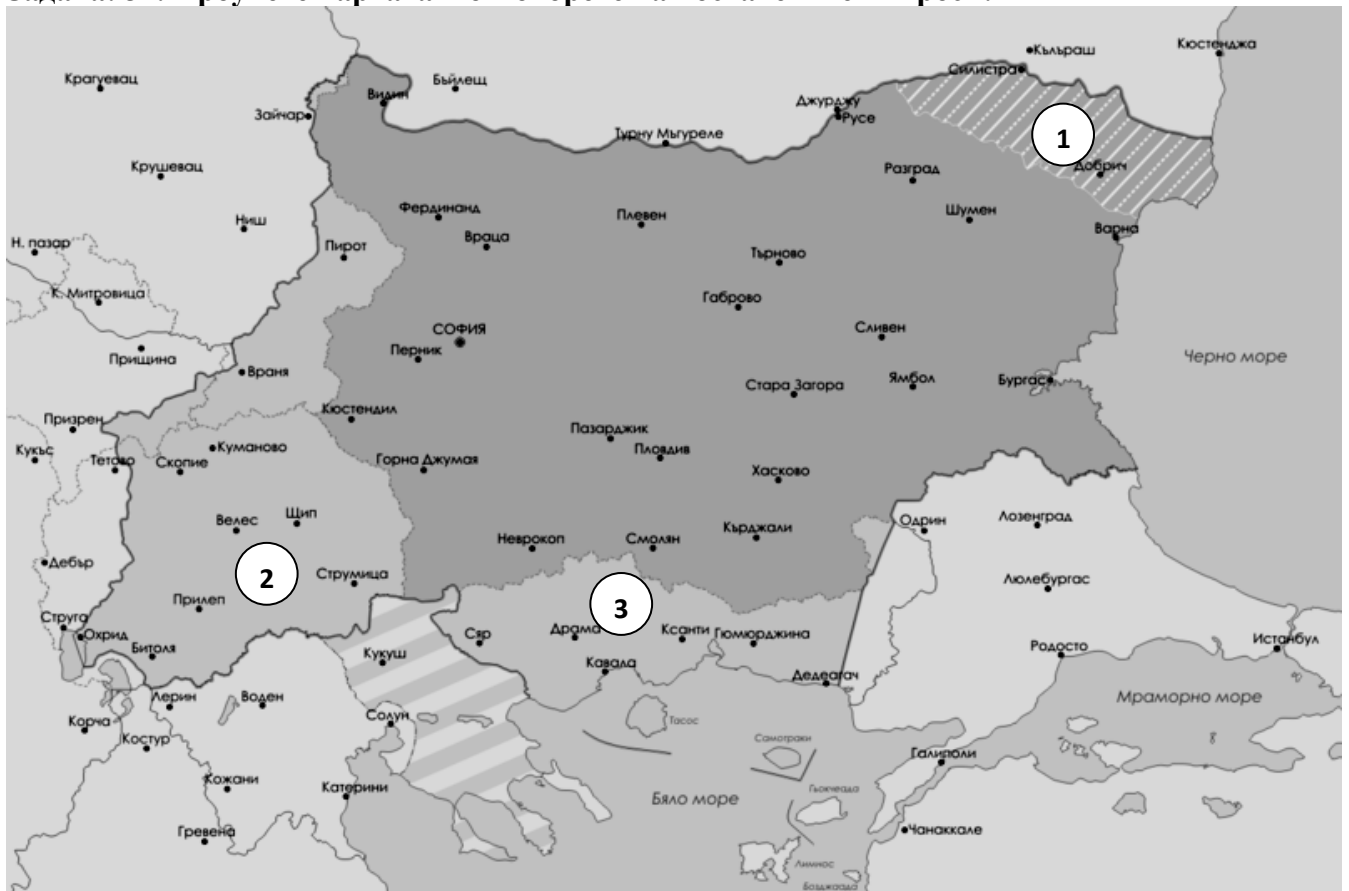 Кълъраш
Кюстенджа
Крагуевац
Бъйлещ
Силистра
Видин
Зайчар
Джурджу
Русе
Турну Мъгуреле
1
Крушевац
Разград
Добрич
Фердинанд
Плевен
Шумен
Ниш
Варна
Н. пазар
Пирот
Враца
Търново
К. Митровица
Габрово
СОФИЯ
Сливен
Перник
Прищина
Черно море
Враня
Стара Загора
Ямбол
Бургас
Кюстендил
Призрен
Пазарджик
Куманово
Пловдив
Кукъс
Тетово
Скопие
Горна Джумая
Хасково
Щип
Велес
Одрин
Лозенград
Кърджали
Неврокоп
Смолян
Дебър
2
Струмица
Люлебургас
Прилеп
3
Струга
Охрид
Сяр
Драма
Ксанти
Гюмюрджина
Битоля
Кукуш
Родосто
Истанбул
Кавала
Дедеагач
Лерин
Воден
Мраморно море
Корча
Солун
Тасос
Костур
Самотраки
Галиполи
Кожани
Катерини
Бяло море
Гьокчеада
Гревена
Чанаккале
Лимнос
Бозджаада